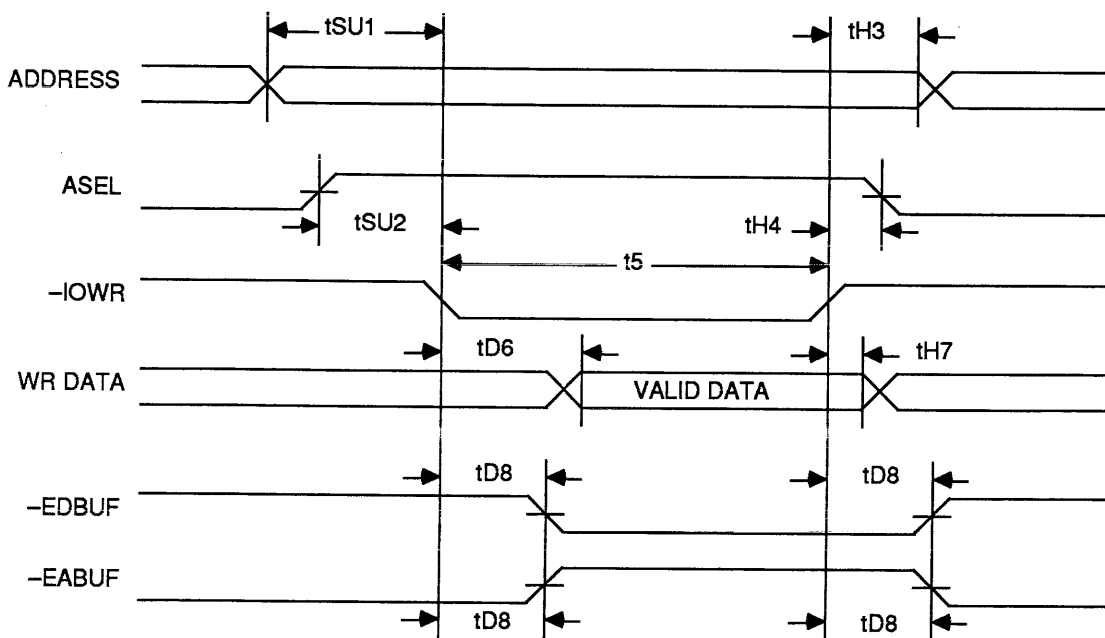 tSU1
tH3
ADDRESS
ASEL
tSU2
tH4
t5
–IOWR
tD6
tH7
WR DATA
VALID DATA
tD8
tD8
–EDBUF
–EABUF
tD8
tD8